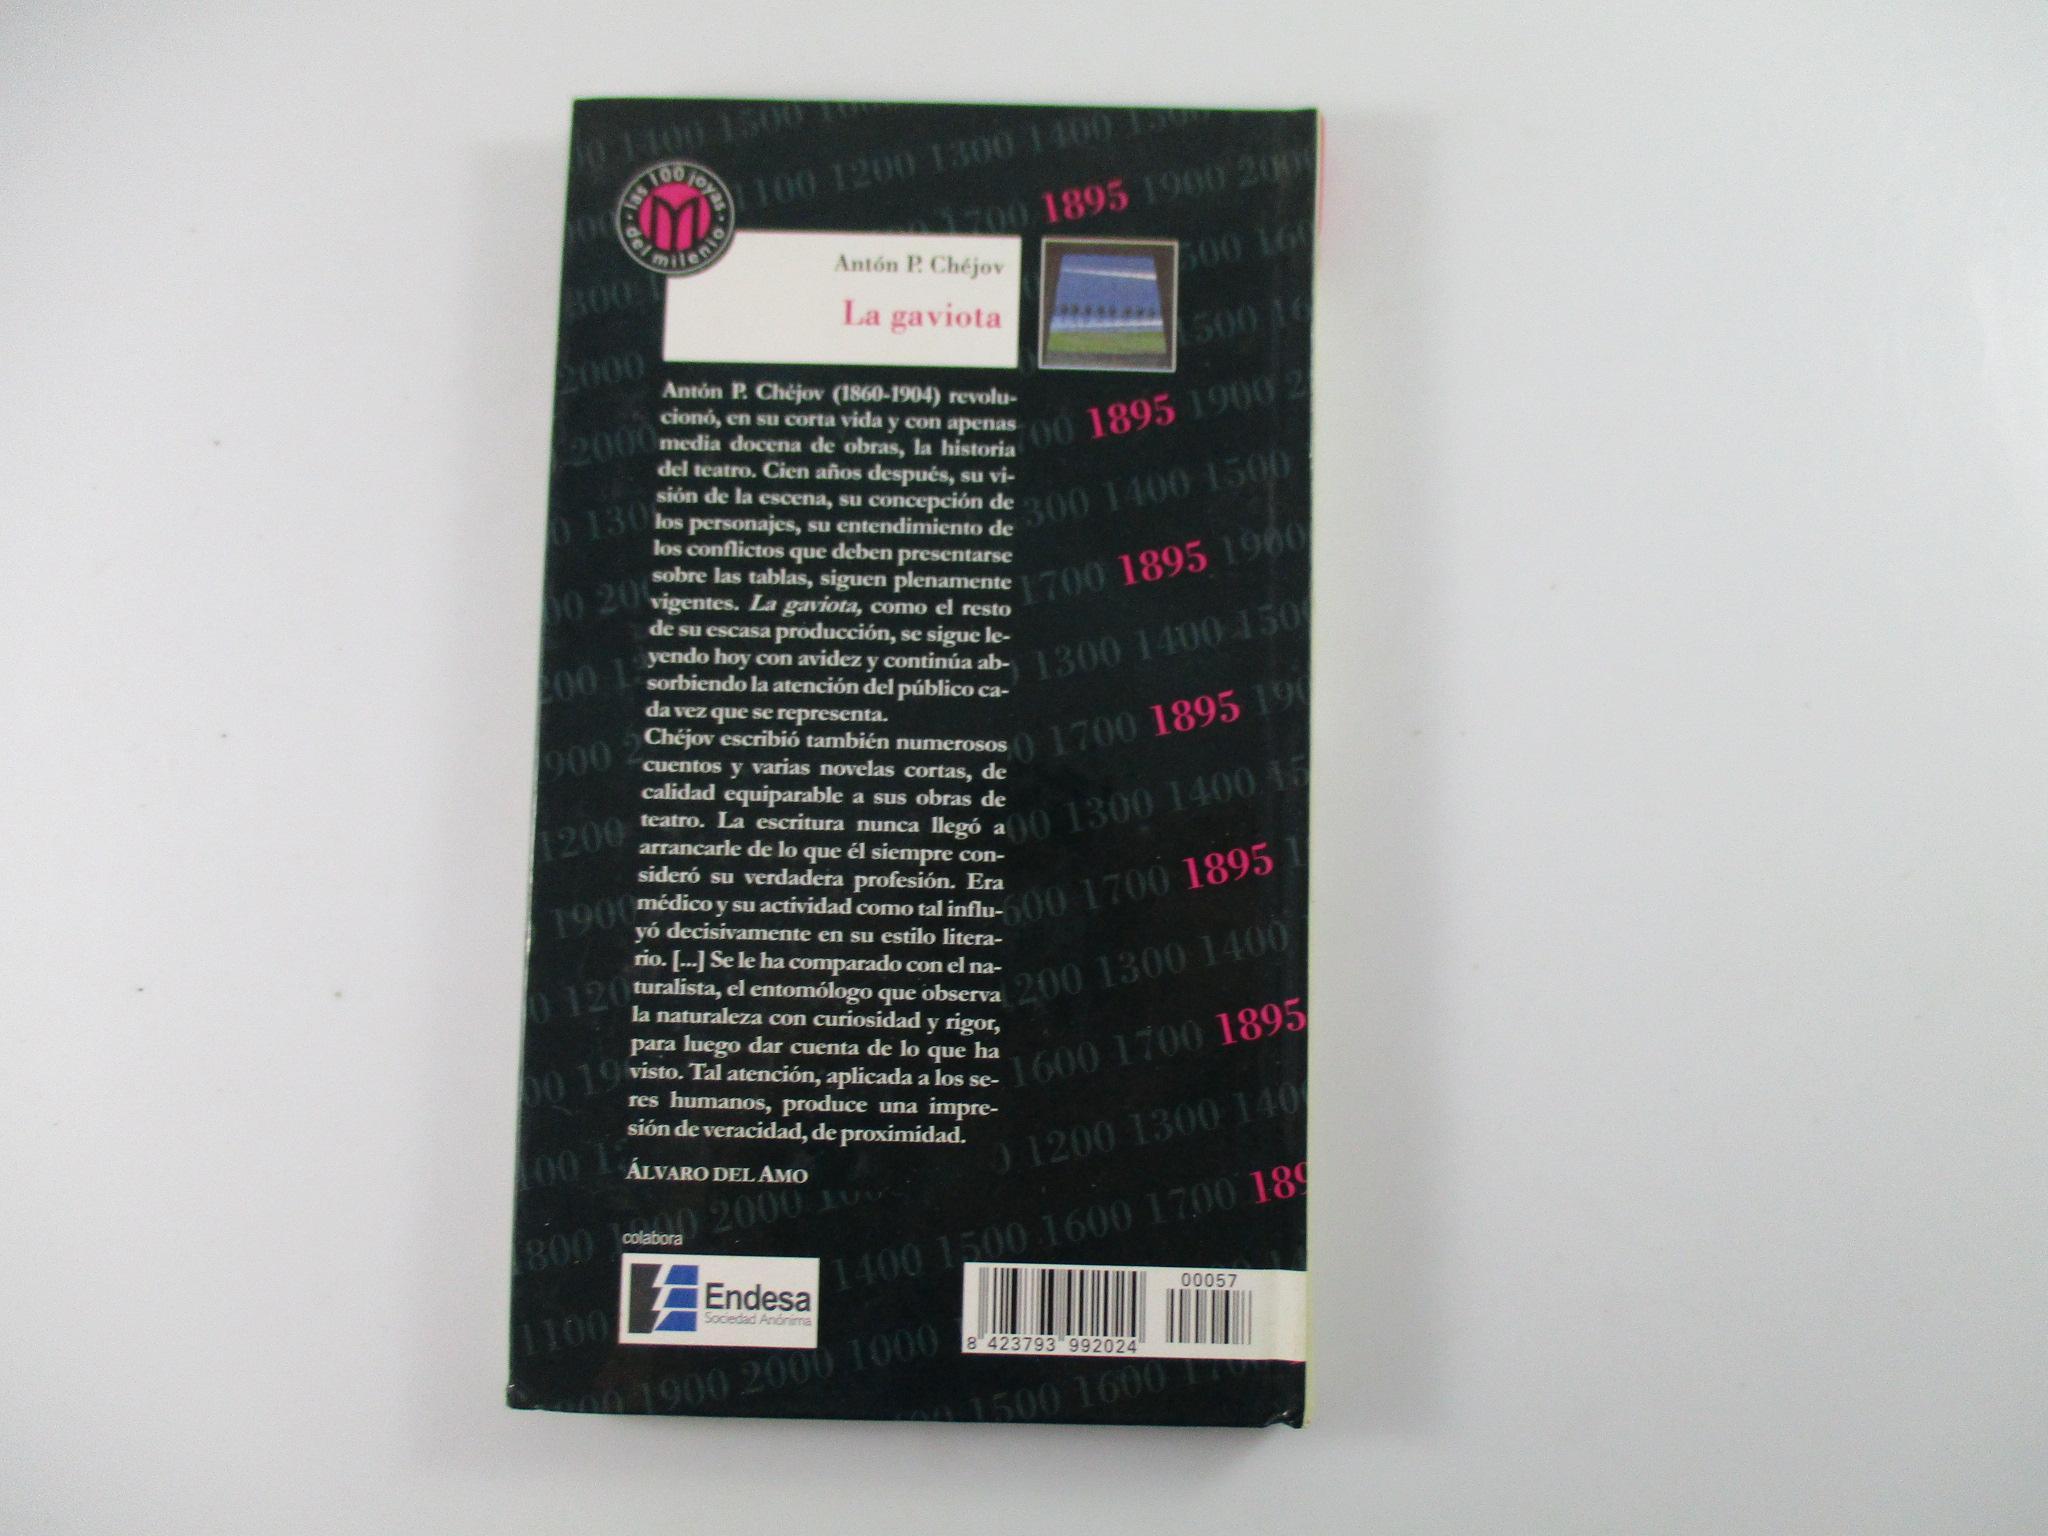 las 100 joyas del milenio
Antón P. Chéjov
La gaviota
1895
1895
1895
1895
1895
1895
Antón P. Chéjov (1860-1904) revolu-
cionó, en su corta vida y con apenas
media docena de obras, la historia
del teatro. Cien años después, su vi-
sión de la escena, su concepción de
los personajes, su entendimiento de
los conflictos que deben presentarse
sobre las tablas, siguen plenamente
vigentes. La gaviota, como el resto
de su escasa producción, se sigue le-
yendo hoy con avidez y continúa ab-
sorbiendo la atención del público ca-
da vez que se representa.
Chéjov escribió también numerosos
cuentos y varias novelas cortas, de
calidad equiparable a sus obras de
teatro. La escritura nunca llegó a
arrancarle de lo que él siempre con-
sideró su verdadera profesión. Era
médico y su actividad como tal influ-
yó decisivamente en su estilo litera-
rio. [...] Se le ha comparado con el na-
turalista, el entomólogo que observa
la naturaleza con curiosidad y rigor,
para luego dar cuenta de lo que ha
visto. Tal atención, aplicada a los se-
res humanos, produce una impre-
sión de veracidad, de proximidad.
ÁLVARO DEL AMO
colabora
Endesa
Sociedad Anónima
00057
8 423793 992024